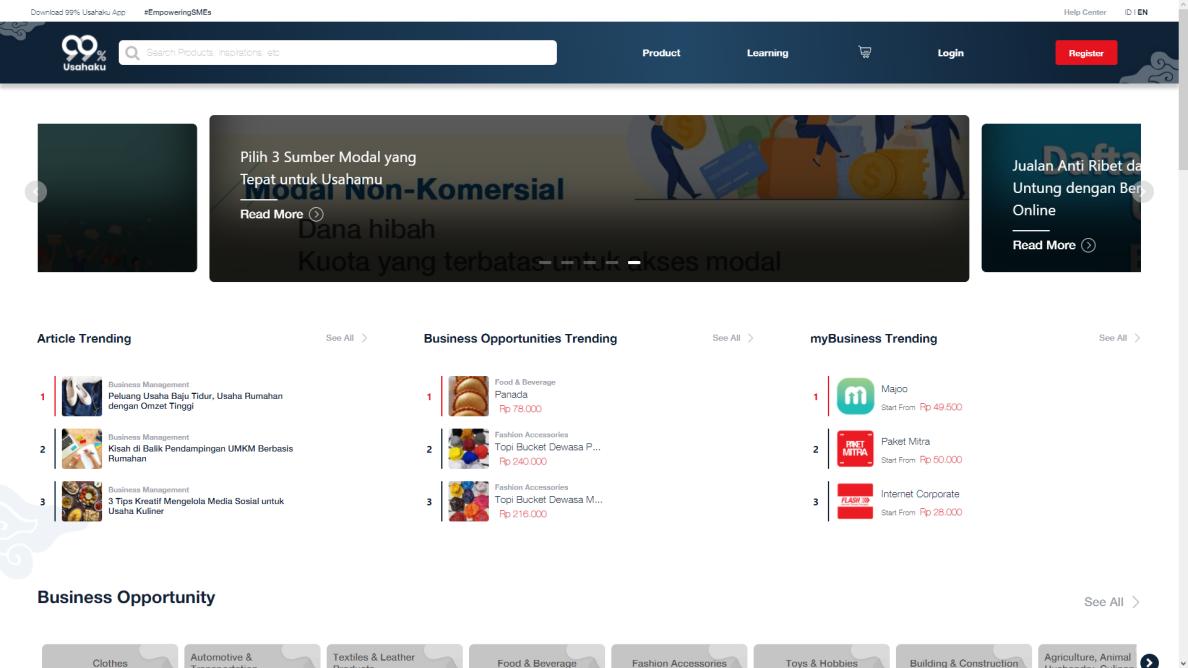 Download 99% Usahaku App
#EmpoweringSMEs
Help Center
ID | EN
99%
Usahaku
Search Products, Inspirations, etc
Product
Learning
Login
Register
Pilih 3 Sumber Modal yang
Tepat untuk Usahamu
Modal Non-Komersial
Read More
Dana hibah
Kuota yang terbatas untuk akses modal
Jualan Anti Ribet da
Untung dengan Ber
Online
Read More
Dafta
Article Trending
See All
1
Business Management
Peluang Usaha Baju Tidur, Usaha Rumahan
dengan Omzet Tinggi
2
Business Management
Kisah di Balik Pendampingan UMKM Berbasis
Rumahan
3
Business Management
3 Tips Kreatif Mengelola Media Sosial untuk
Usaha Kuliner
Business Opportunities Trending
See All
1
Food & Beverage
Panada
Rp 78.000
2
Fashion Accessories
Topi Bucket Dewasa P...
Rp 240.000
3
Fashion Accessories
Topi Bucket Dewasa M...
Rp 216.000
myBusiness Trending
See All
1
Majoo
Start From Rp 49.500
2
PAKET
MITRA
Paket Mitra
Start From Rp 50.000
3
FLASH
Internet Corporate
Start From Rp 28.000
Business Opportunity
See All
Clothes
Automotive &
Transportation
Textiles & Leather
Products
Food & Beverage
Fashion Accessories
Toys & Hobbies
Building & Construction
Agriculture, Animal